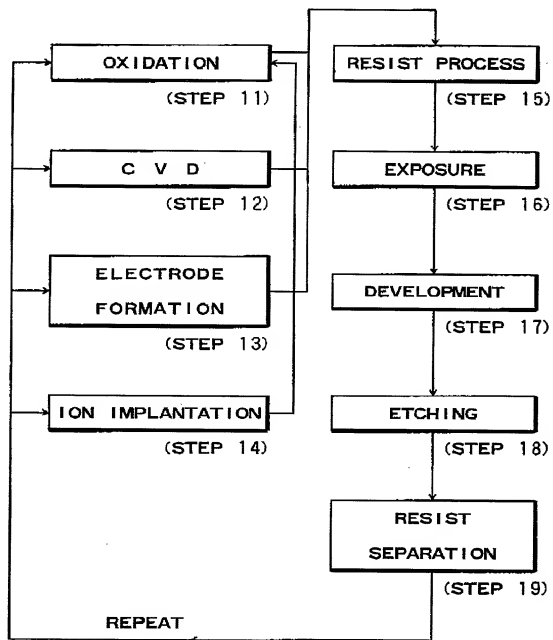 OXIDATION
(STEP 11)
C V D
(STEP 12)
ELECTRODE
FORMATION
(STEP 13)
ION IMPLANTATION
(STEP 14)
RESIST PROCESS
(STEP 15)
EXPOSURE
(STEP 16)
DEVELOPMENT
(STEP 17)
ETCHING
(STEP 18)
RESIST
SEPARATION
(STEP 19)
REPEAT